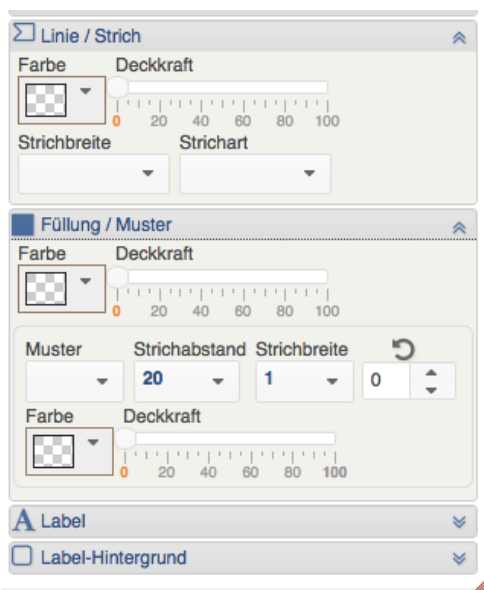 Linie / Strich
Farbe Deckkraft
0 20 40 60 80 100
Strichbreite Strichart
Füllung / Muster
Farbe Deckkraft
0 20 40 60 80 100
Muster Strichabstand Strichbreite
20 1 0
Farbe Deckkraft
0 20 40 60 80 100
A Label
Label-Hintergrund